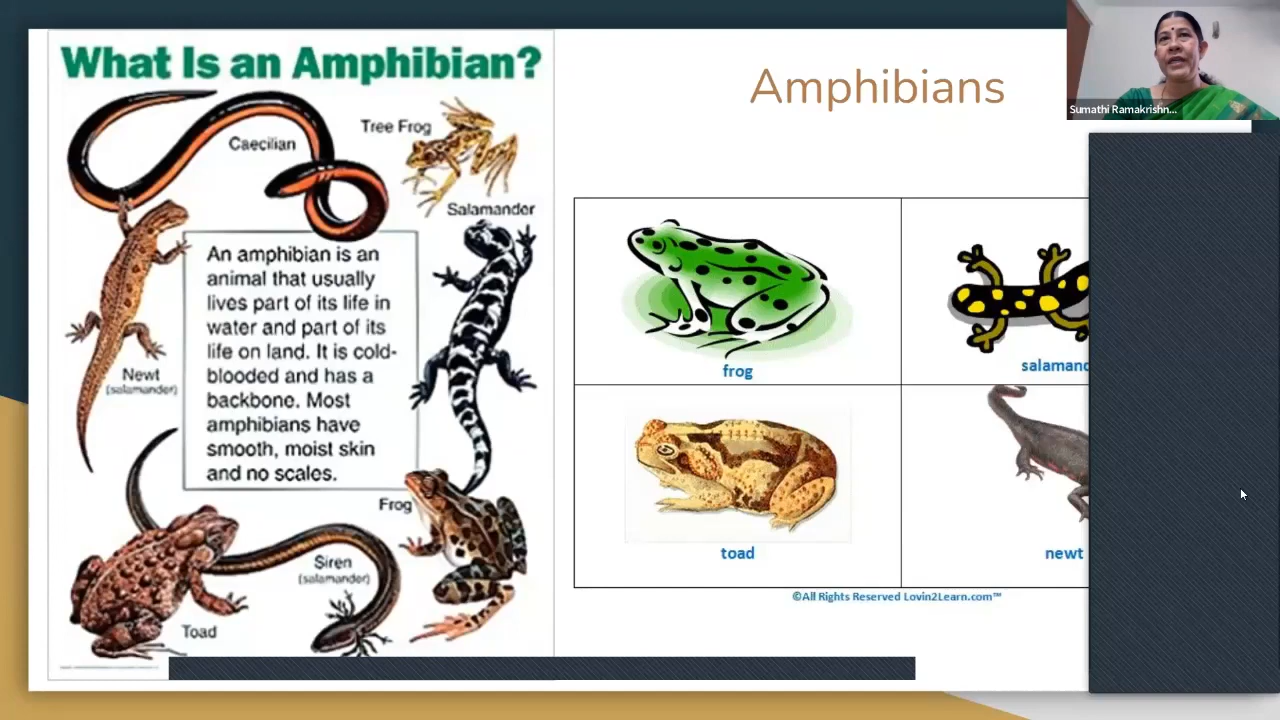 What Is an Amphibian?
Caecilian
Tree Frog
Salamander
An amphibian is an
animal that usually
lives part of its life in
water and part of its
life on land. It is cold-
blooded and has a
backbone. Most
amphibians have
smooth, moist skin
and no scales.
Newt
(salamander)
Frog
Siren
(salamander)
Toad
Amphibians
frog
salamand
toad
newt
©All Rights Reserved Lovin2Learn.com™
Sumathi Ramakrishn...